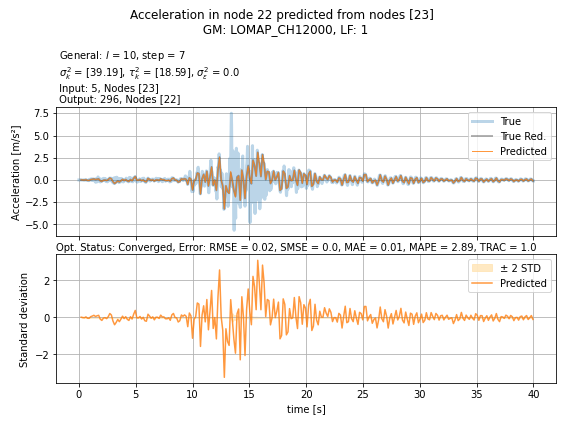 Acceleration in node 22 predicted from nodes [23]
GM: LOMAP_CH12000, LF: 1
General: l = 10, step = 7
σ²ₖ = [39.19], τ²ₖ = [18.59], σ²ε = 0.0
Input: 5, Nodes [23]
Output: 296, Nodes [22]
Acceleration [m/s²]
7.5
5.0
2.5
0.0
−2.5
−5.0
True
True Red.
Predicted
Opt. Status: Converged, Error: RMSE = 0.02, SMSE = 0.0, MAE = 0.01, MAPE = 2.89, TRAC = 1.0
Standard deviation
2
0
−2
± 2 STD
Predicted
0 5 10 15 20 25 30 35 40
time [s]